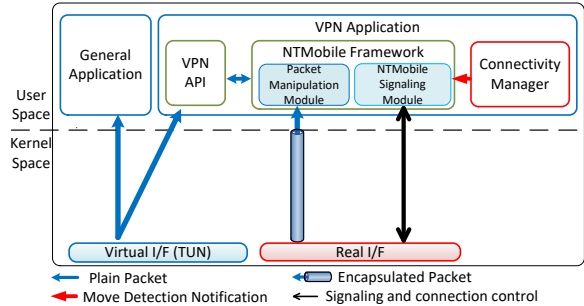 VPN Application
General
Application
VPN
API
NTMobile Framework
Packet
Manipulation
Module
NTMobile
Signaling
Module
Connectivity
Manager
User
Space
Kernel
Space
Virtual I/F (TUN)
Real I/F
Plain Packet
Encapsulated Packet
Move Detection Notification
Signaling and connection control